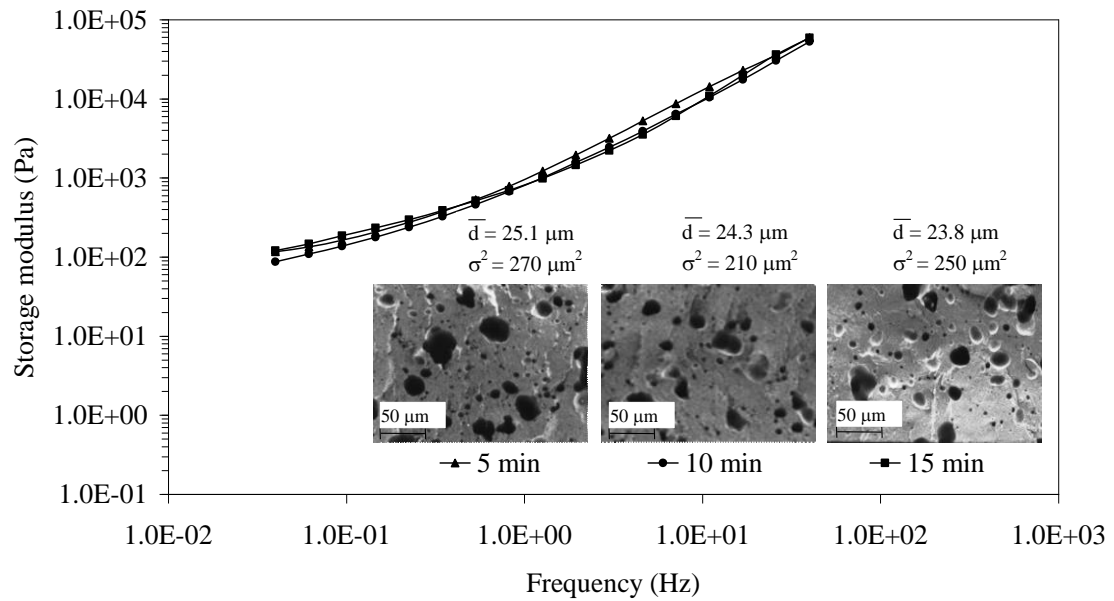 1.0E+05
1.0E+04
1.0E+03
1.0E+02
1.0E+01
1.0E+00
1.0E-01
Storage modulus (Pa)
d̅ = 25.1 μm
σ² = 270 μm²
d̅ = 24.3 μm
σ² = 210 μm²
d̅ = 23.8 μm
σ² = 250 μm²
50 μm
50 μm
50 μm
5 min
10 min
15 min
1.0E-02 1.0E-01 1.0E+00 1.0E+01 1.0E+02 1.0E+03
Frequency (Hz)